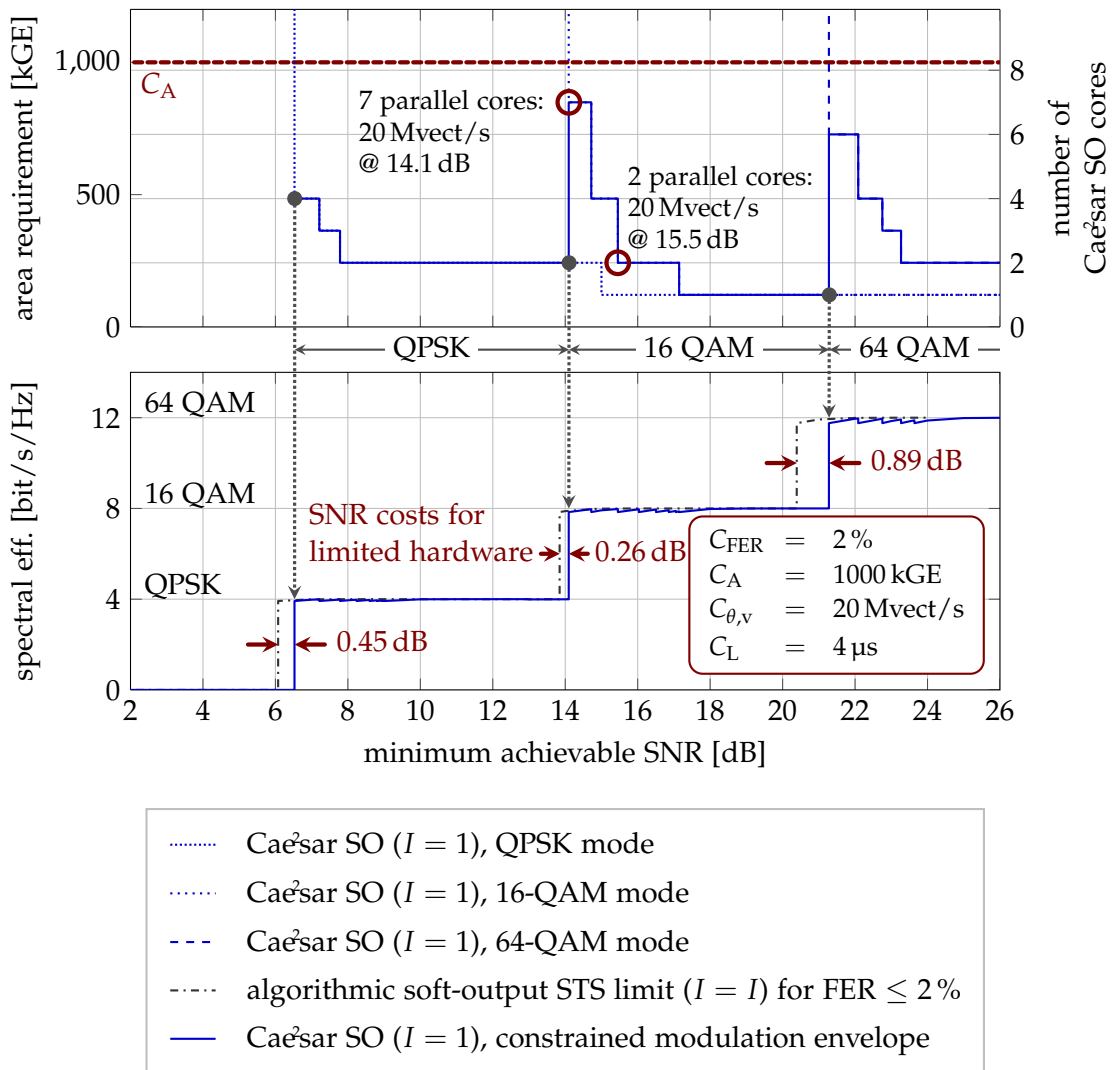 area requirement [kGE]
1,000
500
0
C_A
7 parallel cores:
20 Mvect/s
@ 14.1 dB
2 parallel cores:
20 Mvect/s
@ 15.5 dB
8
6
4
2
0
number of
Cae²sar SO cores
QPSK
16 QAM
64 QAM
spectral eff. [bit/s/Hz]
12
8
4
0
64 QAM
16 QAM
QPSK
SNR costs for
limited hardware
0.45 dB
0.26 dB
0.89 dB
C_FER = 2 %
C_A = 1000 kGE
C_θ,v = 20 Mvect/s
C_L = 4 µs
2 4 6 8 10 12 14 16 18 20 22 24 26
minimum achievable SNR [dB]
Cae²sar SO (I = 1), QPSK mode
Cae²sar SO (I = 1), 16-QAM mode
Cae²sar SO (I = 1), 64-QAM mode
algorithmic soft-output STS limit (I = I) for FER ≤ 2 %
Cae²sar SO (I = 1), constrained modulation envelope